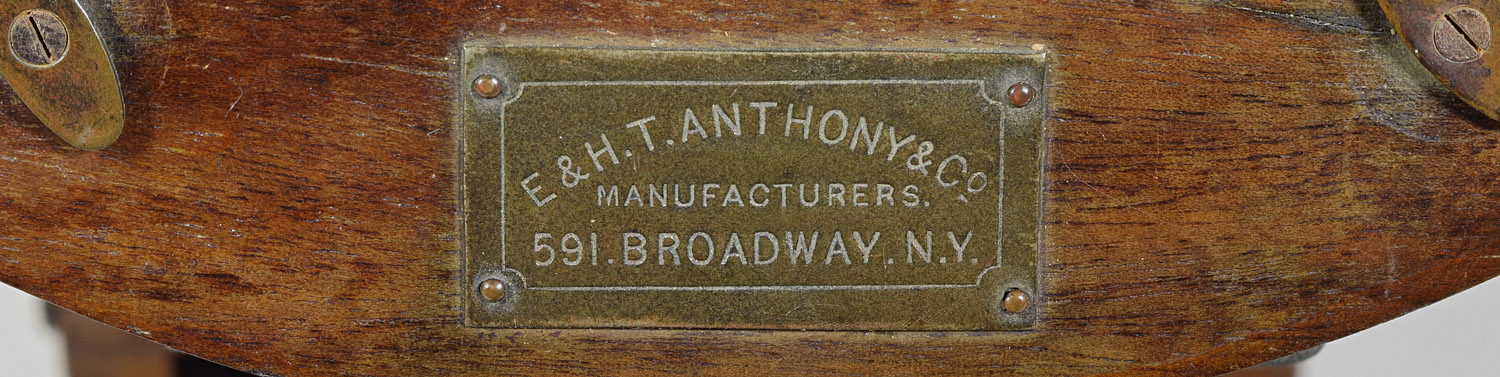 E & H. T. ANTHONY & Co.
MANUFACTURERS.
591. BROADWAY. N.Y.